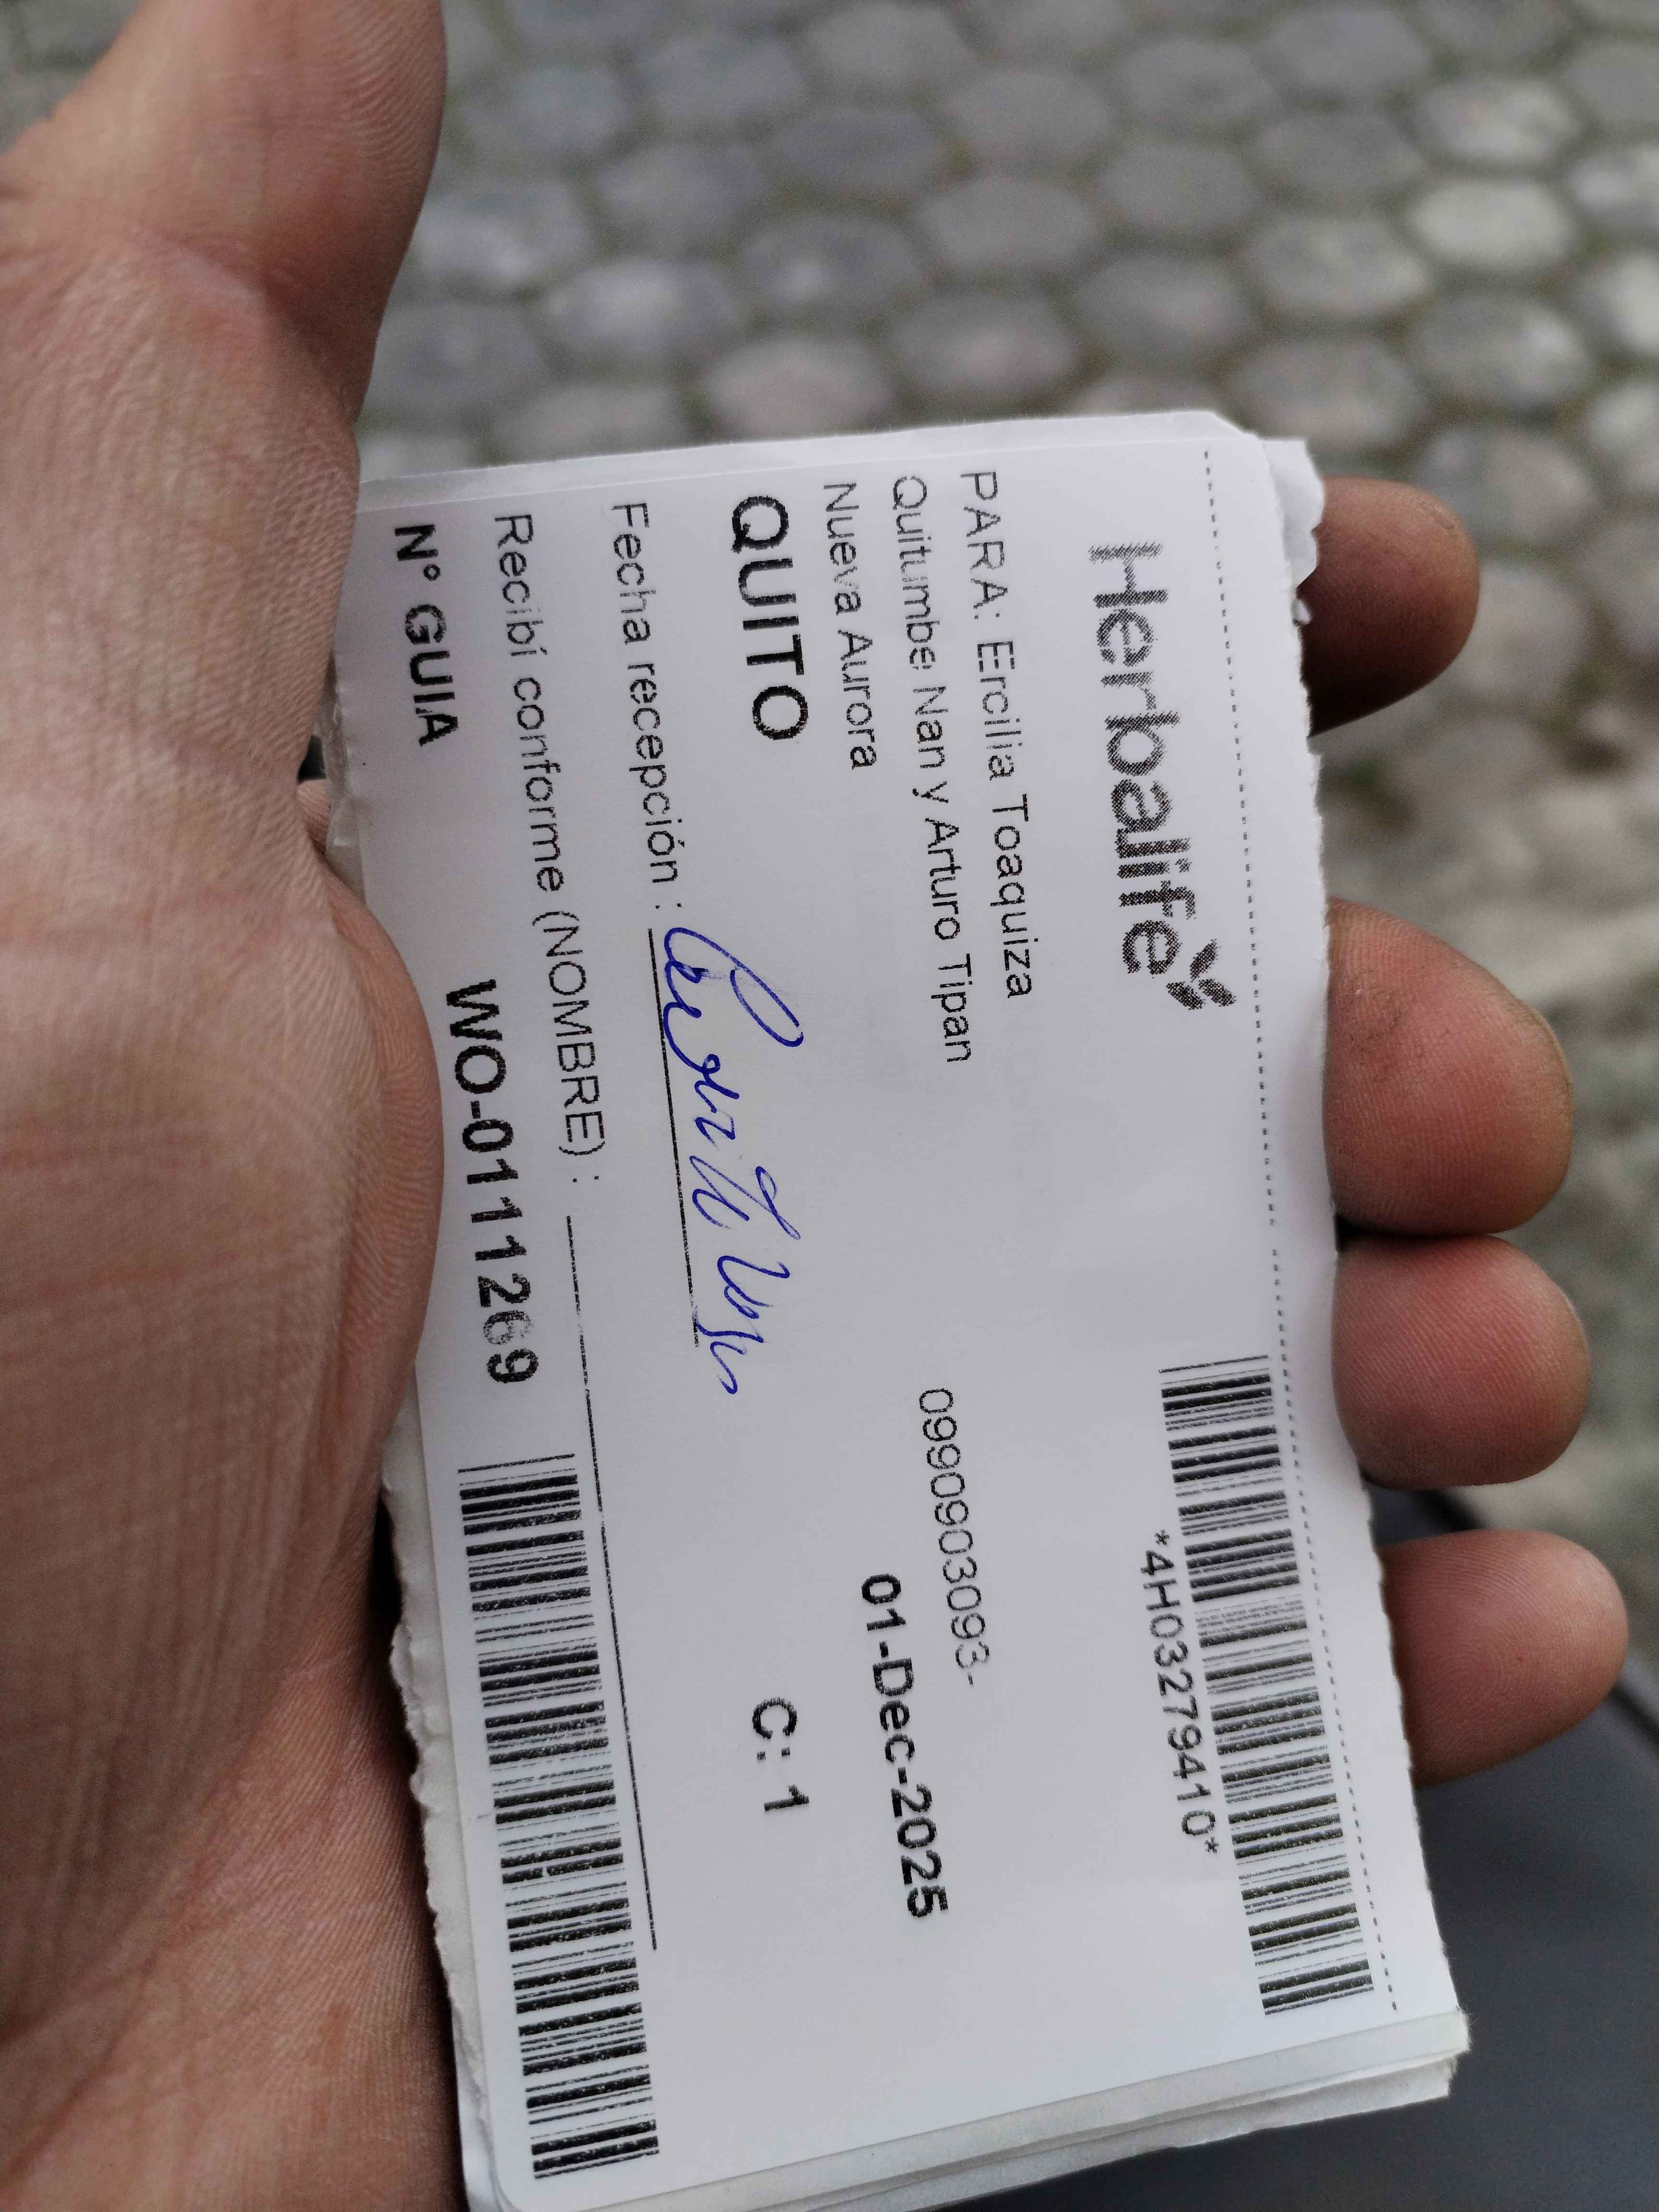 Herbalife
*4H03279410*
PARA: Ercilia Toaquiza
Quitumbe Nan y Arturo Tipan
0990903093-
Nueva Aurora
01-Dec-2025
QUITO
C: 1
Fecha recepción :
Recibí conforme (NOMBRE) :
N° GUIA
WO-0111269